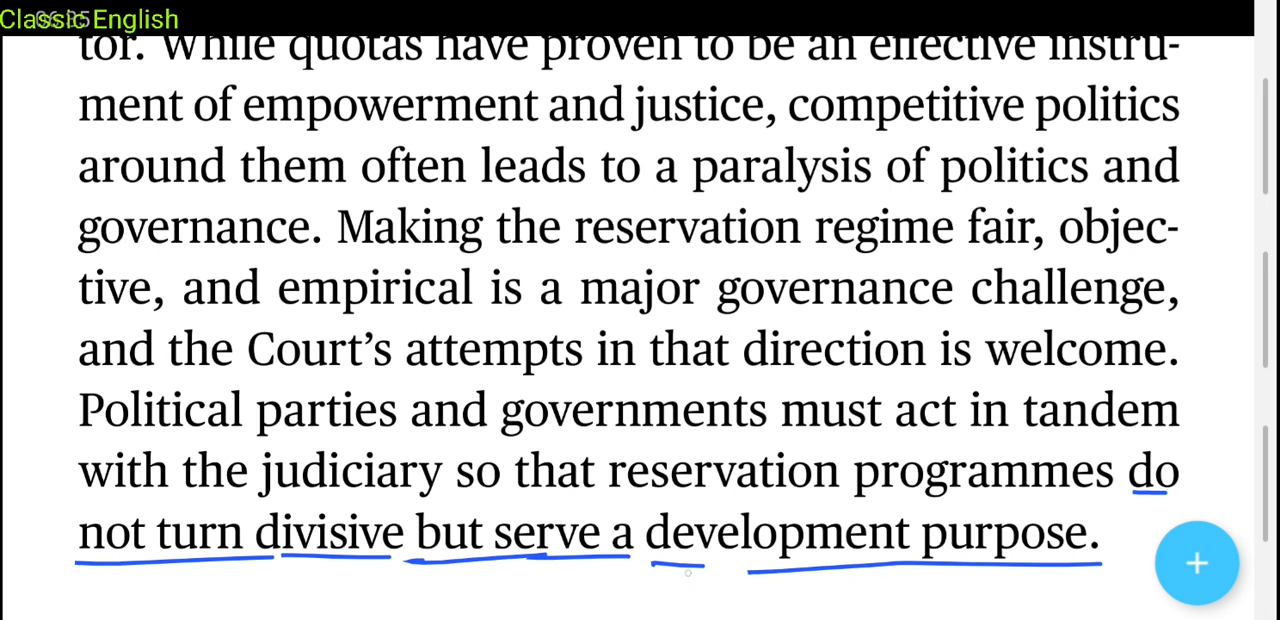 Classic English
tor. While quotas have proven to be an effective instru-
ment of empowerment and justice, competitive politics
around them often leads to a paralysis of politics and
governance. Making the reservation regime fair, objec-
tive, and empirical is a major governance challenge,
and the Court's attempts in that direction is welcome.
Political parties and governments must act in tandem
with the judiciary so that reservation programmes do
not turn divisive but serve a development purpose.